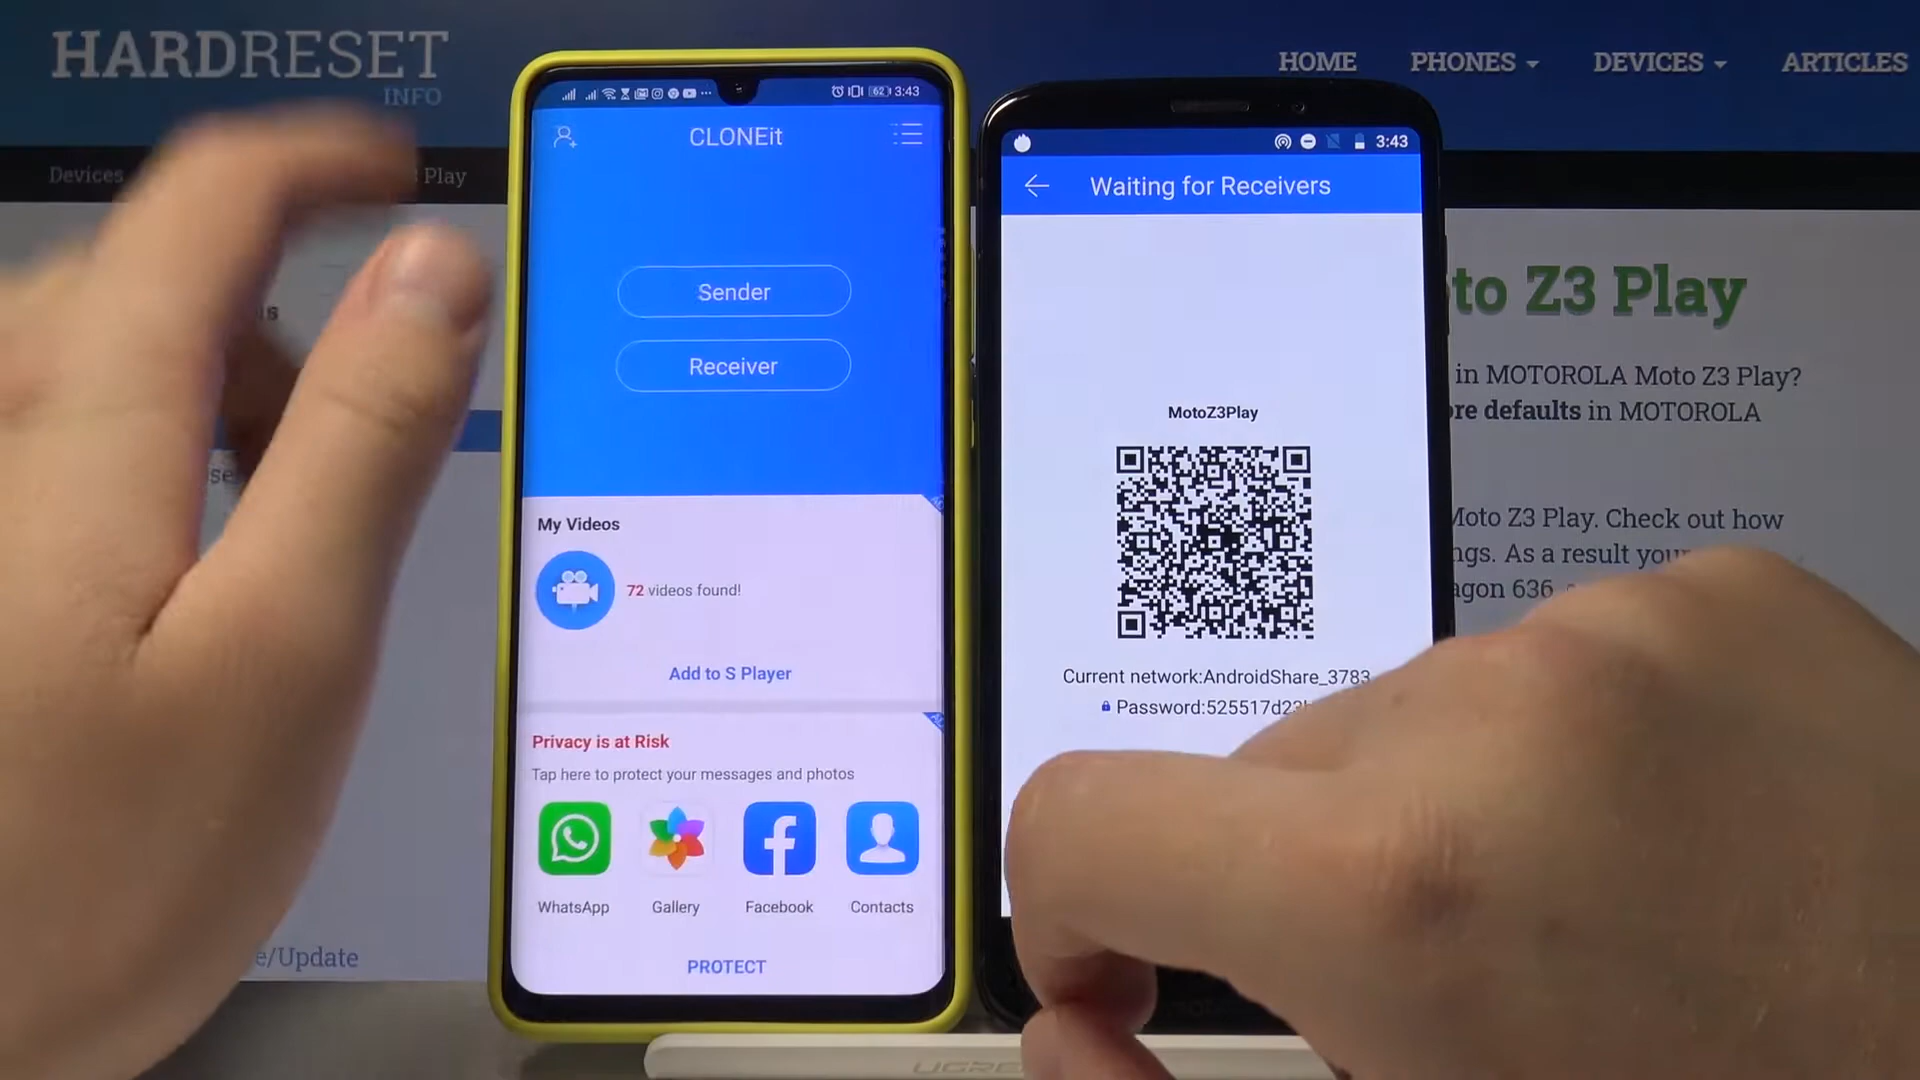 HARDRESET
INFO
HOME PHONES DEVICES ARTICLES
Devices
Play
to Z3 Play
in MOTOROLA Moto Z3 Play?
re defaults in MOTOROLA
Moto Z3 Play. Check out how
ngs. As a result your
agon 636
e/Update
62 3:43
CLONEit
Sender
Receiver
My Videos
72 videos found!
Add to S Player
Privacy is at Risk
Tap here to protect your messages and photos
WhatsApp Gallery Facebook Contacts
PROTECT
3:43
Waiting for Receivers
MotoZ3Play
Current network:AndroidShare_3783
Password:525517d23